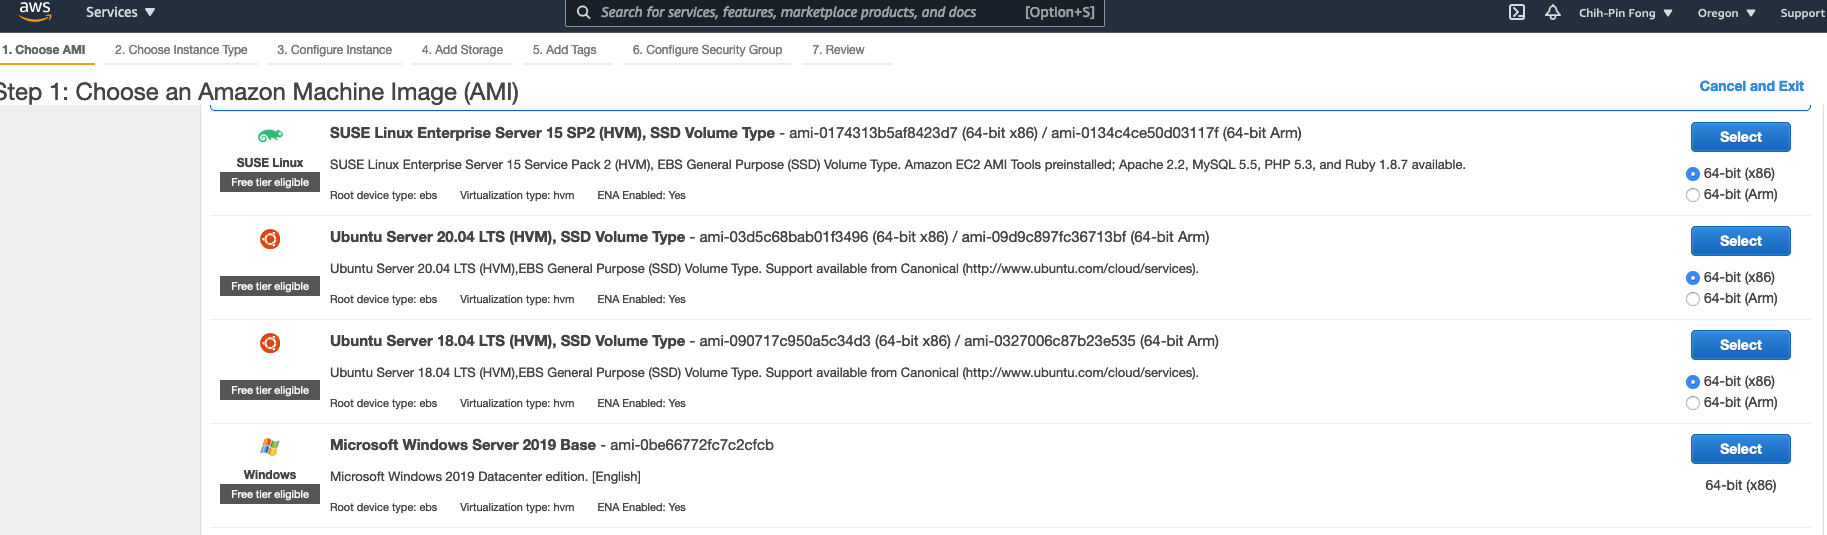 aws Services Search for services, features, marketplace products, and docs [Option+S] Chih-Pin Fong Oregon Support
1. Choose AMI 2. Choose Instance Type 3. Configure Instance 4. Add Storage 5. Add Tags 6. Configure Security Group 7. Review
Step 1: Choose an Amazon Machine Image (AMI) Cancel and Exit
SUSE Linux Enterprise Server 15 SP2 (HVM), SSD Volume Type - ami-0174313b5af8423d7 (64-bit x86) / ami-0134c4ce50d03117f (64-bit Arm) Select
SUSE Linux
Free tier eligible
SUSE Linux Enterprise Server 15 Service Pack 2 (HVM), EBS General Purpose (SSD) Volume Type. Amazon EC2 AMI Tools preinstalled; Apache 2.2, MySQL 5.5, PHP 5.3, and Ruby 1.8.7 available.
64-bit (x86)
Root device type: ebs Virtualization type: hvm ENA Enabled: Yes
64-bit (Arm)
Ubuntu Server 20.04 LTS (HVM), SSD Volume Type - ami-03d5c68bab01f3496 (64-bit x86) / ami-09d9c897fc36713bf (64-bit Arm) Select
Free tier eligible
Ubuntu Server 20.04 LTS (HVM),EBS General Purpose (SSD) Volume Type. Support available from Canonical (http://www.ubuntu.com/cloud/services).
64-bit (x86)
Root device type: ebs Virtualization type: hvm ENA Enabled: Yes
64-bit (Arm)
Ubuntu Server 18.04 LTS (HVM), SSD Volume Type - ami-090717c950a5c34d3 (64-bit x86) / ami-0327006c87b23e535 (64-bit Arm) Select
Free tier eligible
Ubuntu Server 18.04 LTS (HVM),EBS General Purpose (SSD) Volume Type. Support available from Canonical (http://www.ubuntu.com/cloud/services).
64-bit (x86)
Root device type: ebs Virtualization type: hvm ENA Enabled: Yes
64-bit (Arm)
Microsoft Windows Server 2019 Base - ami-0be66772fc7c2cfcb Select
Windows
Free tier eligible
Microsoft Windows 2019 Datacenter edition. [English]
64-bit (x86)
Root device type: ebs Virtualization type: hvm ENA Enabled: Yes